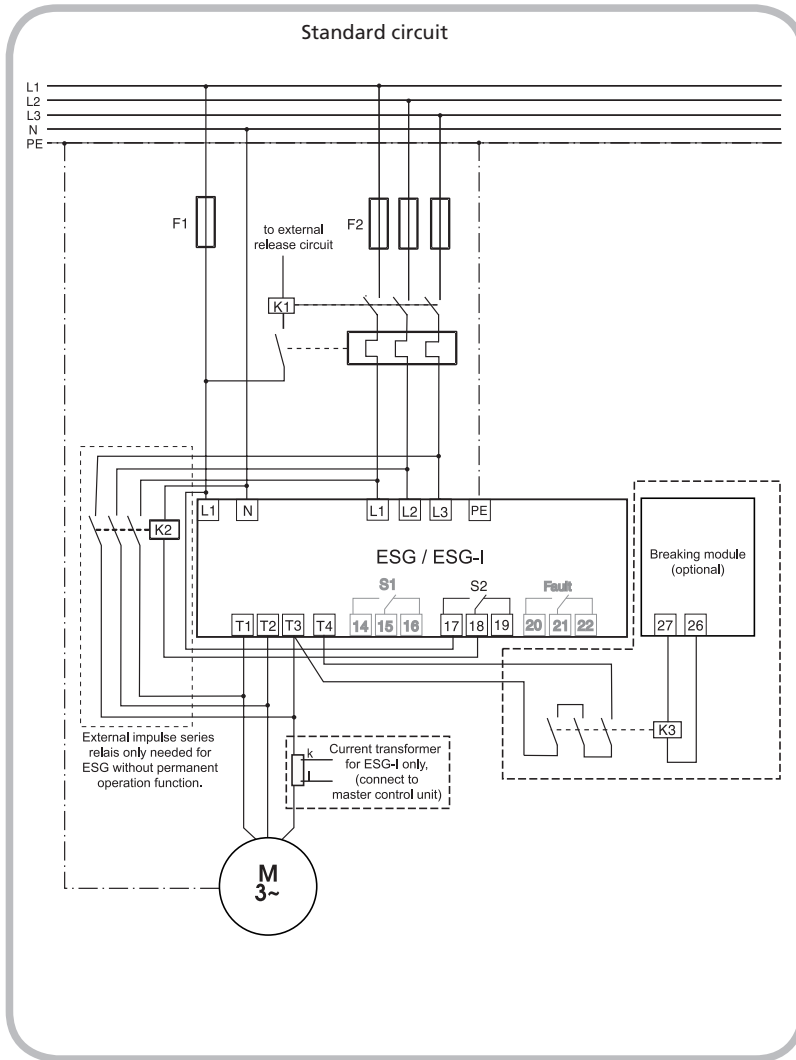 Standard circuit
L1
L2
L3
N
PE
F1
F2
to external
release circuit
K1
L1
N
L1
L2
L3
PE
K2
ESG / ESG-I
Breaking module
(optional)
S1
S2
Fault
T1
T2
T3
T4
14
15
16
17
18
19
20
21
22
27
26
K3
External impulse series
relais only needed for
ESG without permanent
operation function.
k
l
Current transformer
for ESG-I only,
(connect to
master control unit)
M
3~